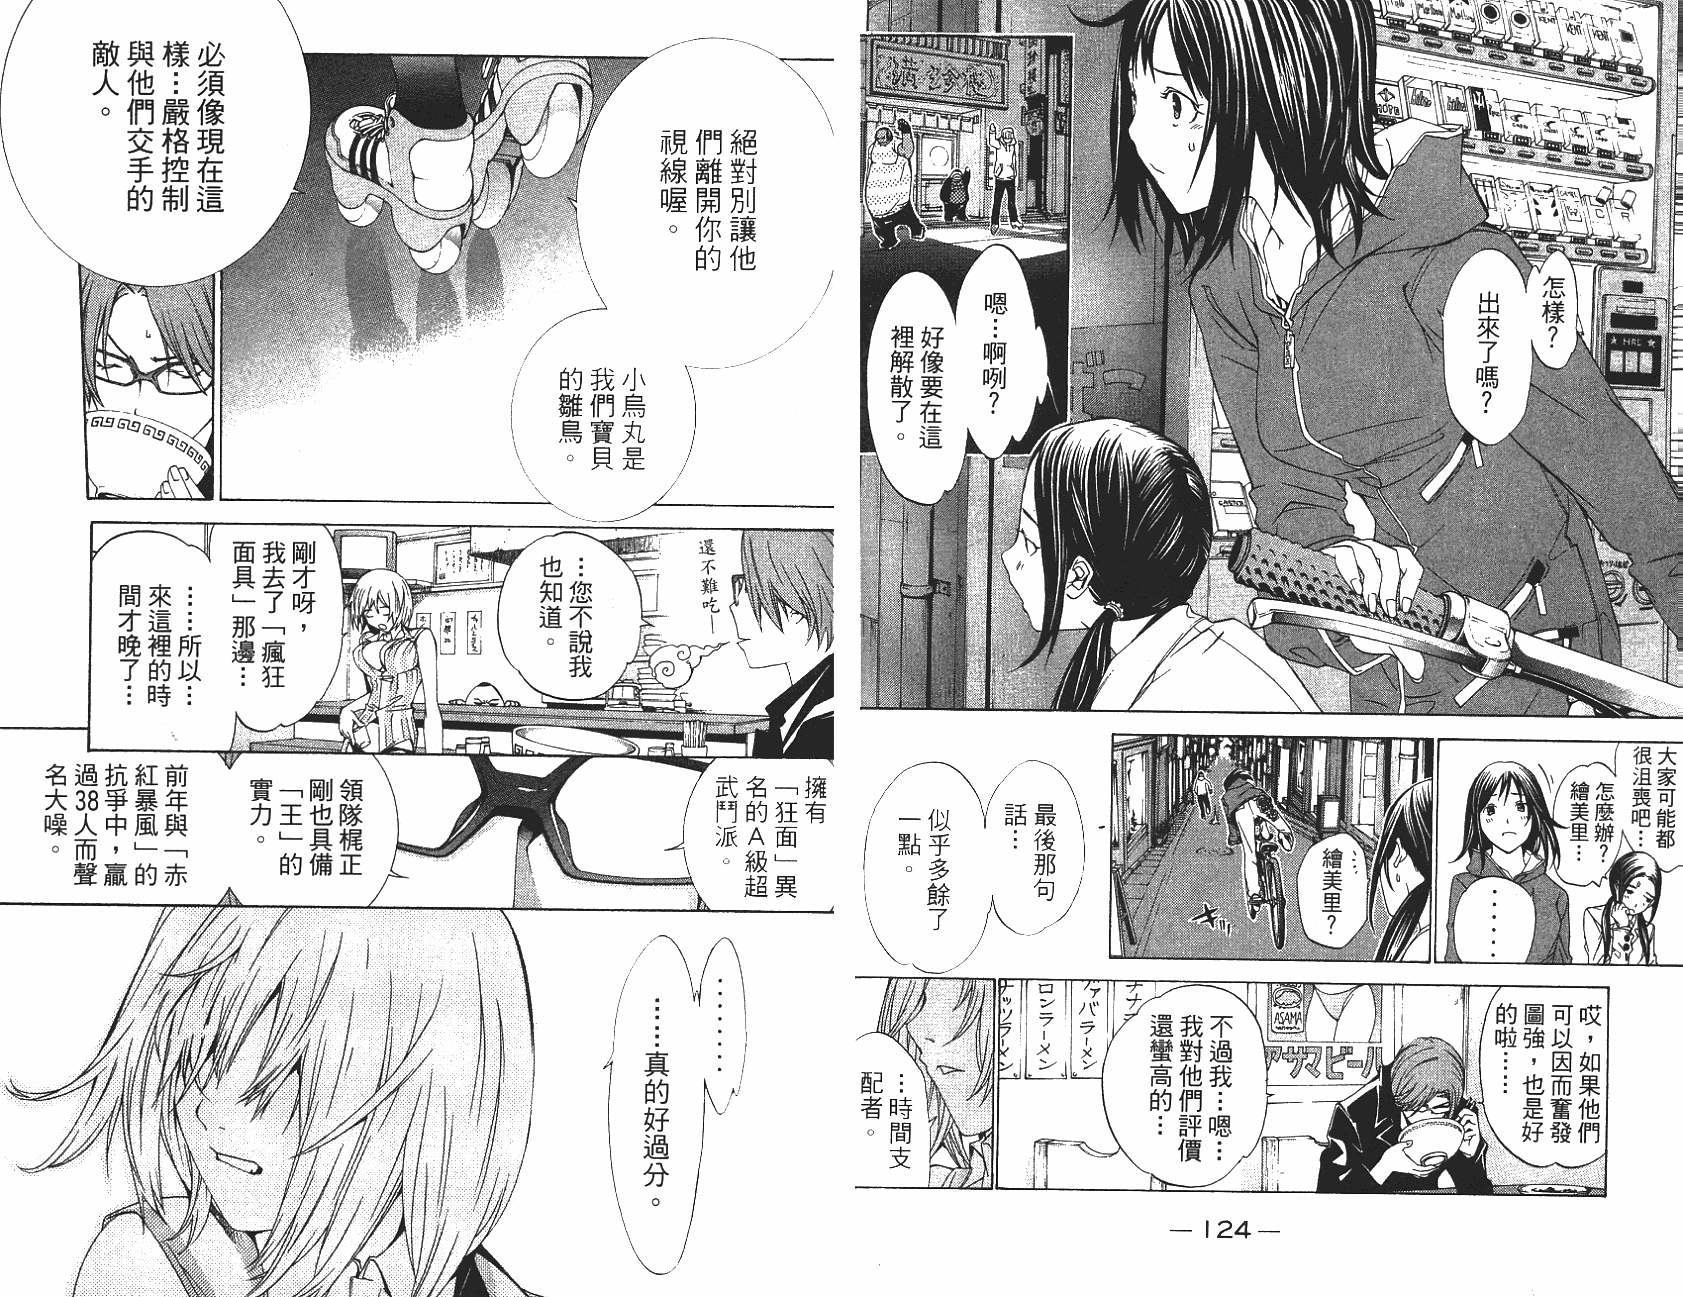 怎樣？
出來了嗎？
嗯…啊咧？
好像要在這
裡解散了。
大家可能都
很沮喪吧…
怎麼辦？
繪美里…
……
繪美里？
最後那句
話…
似乎多餘了
一點。
哎，如果他們
可以因而奮發
圖強，也是好
的啦……
不過我…嗯…
我對他們評價
還蠻高的…
ASAMA
アサマビール
…時間支
配者。
— 124 —
絕對別讓他
們離開你的
視線喔。
必須像現在這
樣…嚴格控制
與他們交手的
敵人。
小烏丸是
我們寶貝
的雛鳥。
還不難吃—
…您不說我
也知道。
剛才呀，
我去了「瘋狂
面具」那邊…
……所以…
來這裡的時
間才晚了…
擁有
「狂面」異
名的A級超
武鬥派。
領隊梶正
剛也具備
「王」的
實力。
前年與「赤
紅暴風」的
抗爭中，贏
過38人而聲
名大噪。
………
……真的好過分。